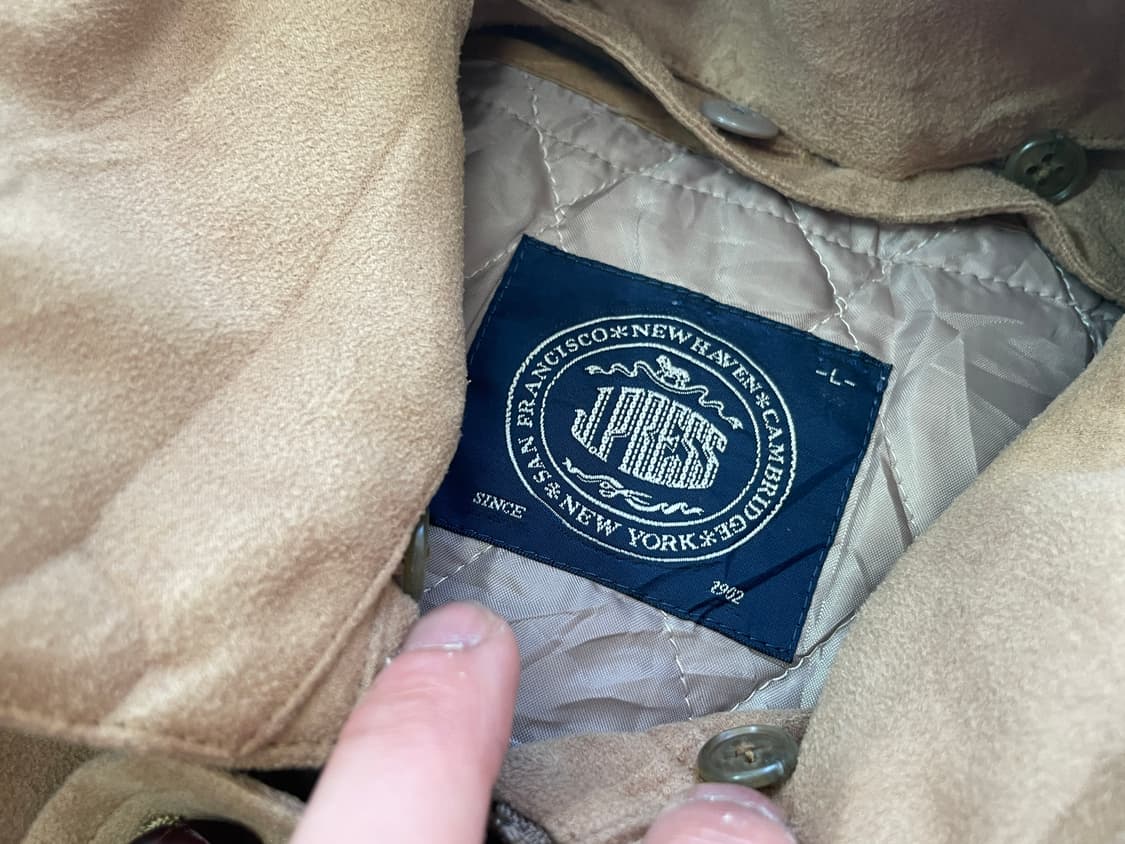 SAN FRANCISCO*NEW HAVEN*CAMBRIDGE*NEW YORK*
J.PRESS
-L-
SINCE
1902